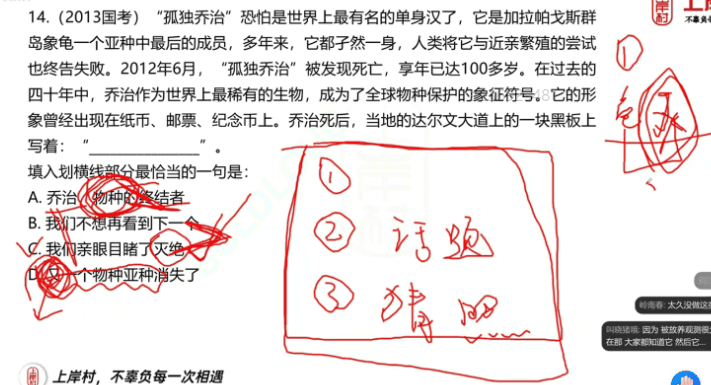 14.（2013国考）“孤独乔治”恐怕是世界上最有名的单身汉了，它是加拉帕戈斯群
岛象龟一个亚种中最后的成员，多年来，它都孑然一身，人类将它与近亲繁殖的尝试
也终告失败。2012年6月，“孤独乔治”被发现死亡，享年已达100多岁。在过去的
四十年中，乔治作为世界上最稀有的生物，成为了全球物种保护的象征符号。它的形
象曾经出现在纸币、邮票、纪念币上。乔治死后，当地的达尔文大道上的一块黑板上
写着：“____________”。
填入划横线部分最恰当的一句是：
A. 乔治 物种的终结者
B. 我们不想再看到下一个
C. 我们亲眼目睹了灭绝
D. 又一个物种亚种消失了
①
② 话题
③ 情
上岸村，不辜负每一次相遇
上岸村
不辜负
①
岭南春：太久没做这
叫晓猪哦：因为 被放养观测很
在那 大家都知道它 然后它...